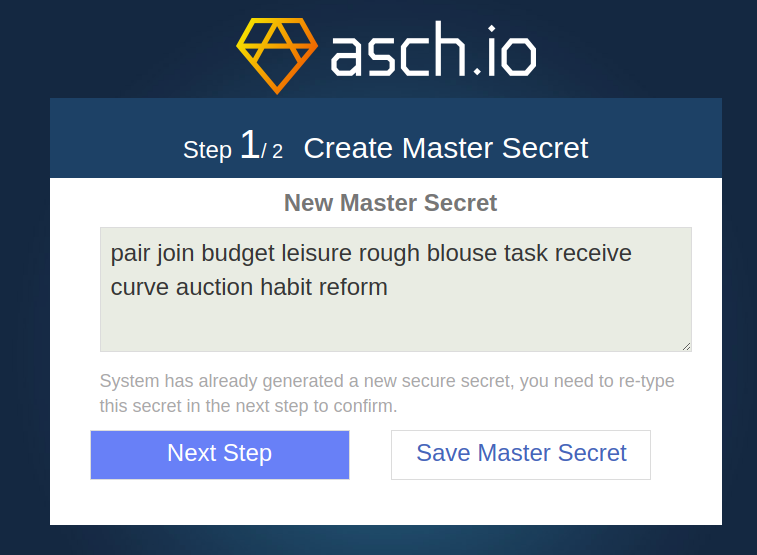 asch.io
Step 1/ 2 Create Master Secret
New Master Secret
pair join budget leisure rough blouse task receive
curve auction habit reform
System has already generated a new secure secret, you need to re-type
this secret in the next step to confirm.
Next Step Save Master Secret